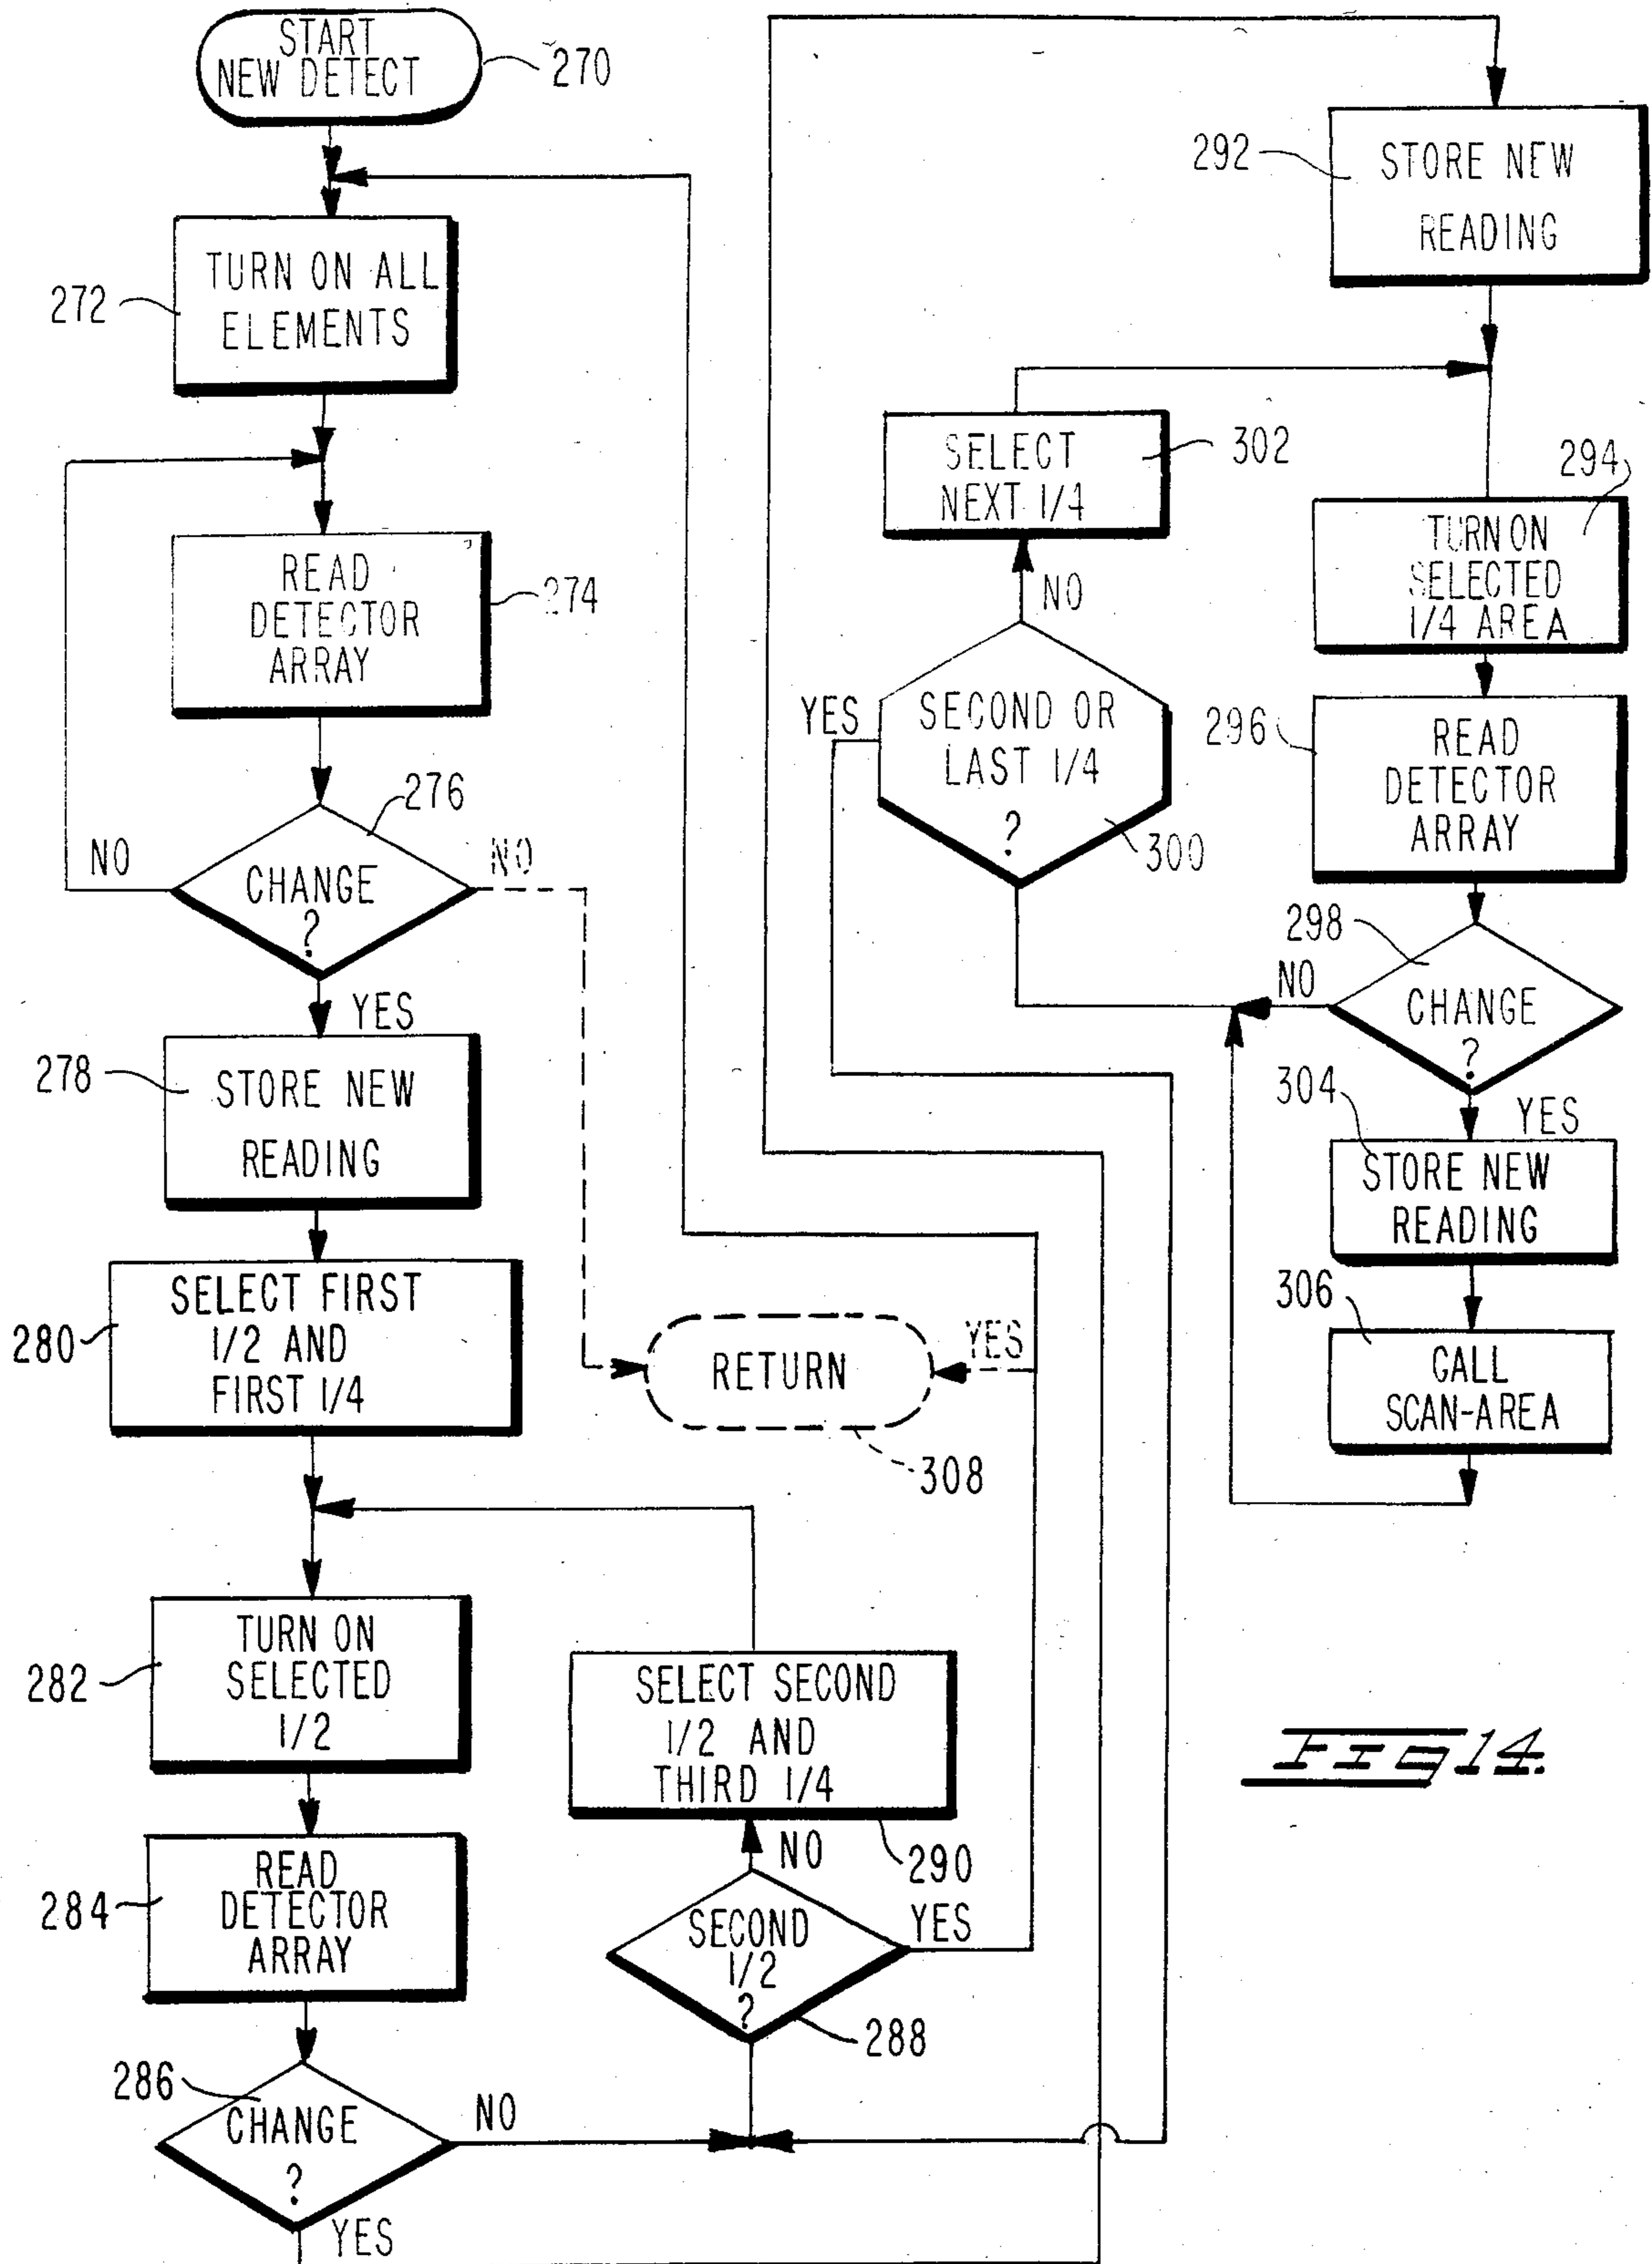 START
NEW DETECT
270
TURN ON ALL
ELEMENTS
272
READ
DETECTOR
ARRAY
274
276
NO
NO
CHANGE
?
YES
278
STORE NEW
READING
280
SELECT FIRST
1/2 AND
FIRST 1/4
282
TURN ON
SELECTED
1/2
284
READ
DETECTOR
ARRAY
286
CHANGE
?
NO
YES
SECOND
1/2
?
288
NO
YES
SELECT SECOND
1/2 AND
THIRD 1/4
290
RETURN
YES
308
292
STORE NEW
READING
294
TURN ON
SELECTED
1/4 AREA
296
READ
DETECTOR
ARRAY
298
CHANGE
?
NO
YES
SECOND OR
LAST 1/4
?
300
YES
NO
SELECT
NEXT 1/4
302
304
STORE NEW
READING
306
CALL
SCAN-AREA
FIG 14.